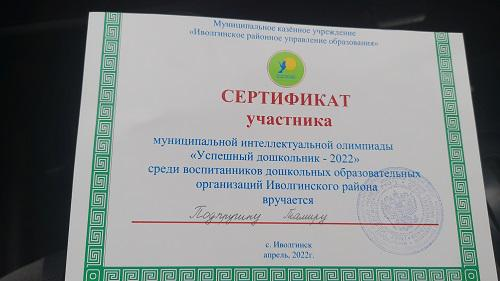 Муниципальное казённое учреждение
«Иволгинское районное управление образования»
СЕРТИФИКАТ
участника
муниципальной интеллектуальной олимпиады
«Успешный дошкольник - 2022»
среди воспитанников дошкольных образовательных
организаций Иволгинского района
вручается
Подпругину Тамиру
с. Иволгинск
апрель, 2022г.